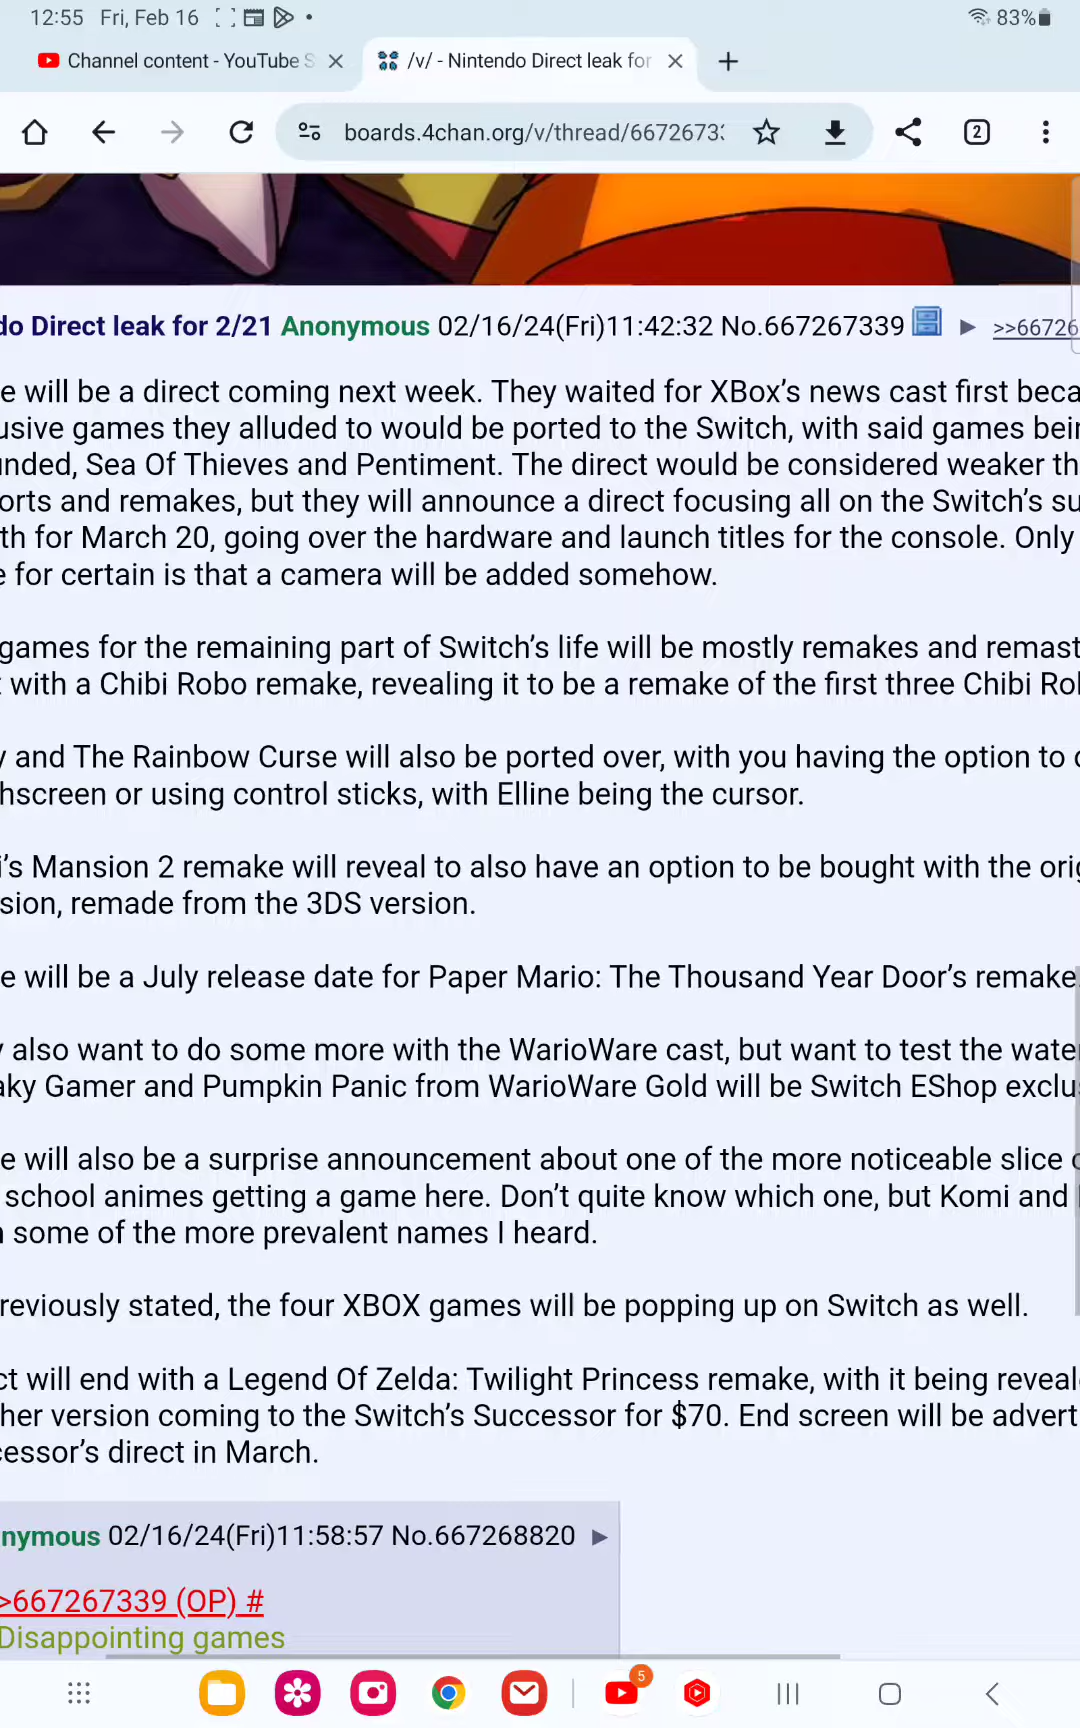 12:55 Fri, Feb 16
83%
Channel content - YouTube S
/v/ - Nintendo Direct leak for
boards.4chan.org/v/thread/6672673
2
do Direct leak for 2/21 Anonymous 02/16/24(Fri)11:42:32 No.667267339 ▶ >>66726
e will be a direct coming next week. They waited for XBox’s news cast first beca
usive games they alluded to would be ported to the Switch, with said games bein
unded, Sea Of Thieves and Pentiment. The direct would be considered weaker th
orts and remakes, but they will announce a direct focusing all on the Switch’s su
th for March 20, going over the hardware and launch titles for the console. Only
e for certain is that a camera will be added somehow.
games for the remaining part of Switch’s life will be mostly remakes and remast
with a Chibi Robo remake, revealing it to be a remake of the first three Chibi Rob
y and The Rainbow Curse will also be ported over, with you having the option to
hscreen or using control sticks, with Elline being the cursor.
i’s Mansion 2 remake will reveal to also have an option to be bought with the orig
sion, remade from the 3DS version.
e will be a July release date for Paper Mario: The Thousand Year Door’s remake.
y also want to do some more with the WarioWare cast, but want to test the water
aky Gamer and Pumpkin Panic from WarioWare Gold will be Switch EShop exclus
e will also be a surprise announcement about one of the more noticeable slice
school animes getting a game here. Don’t quite know which one, but Komi and
n some of the more prevalent names I heard.
reviously stated, the four XBOX games will be popping up on Switch as well.
ct will end with a Legend Of Zelda: Twilight Princess remake, with it being reveal
her version coming to the Switch’s Successor for $70. End screen will be advert
cessor’s direct in March.
nymous 02/16/24(Fri)11:58:57 No.667268820 ▶
>667267339 (OP) #
Disappointing games
5